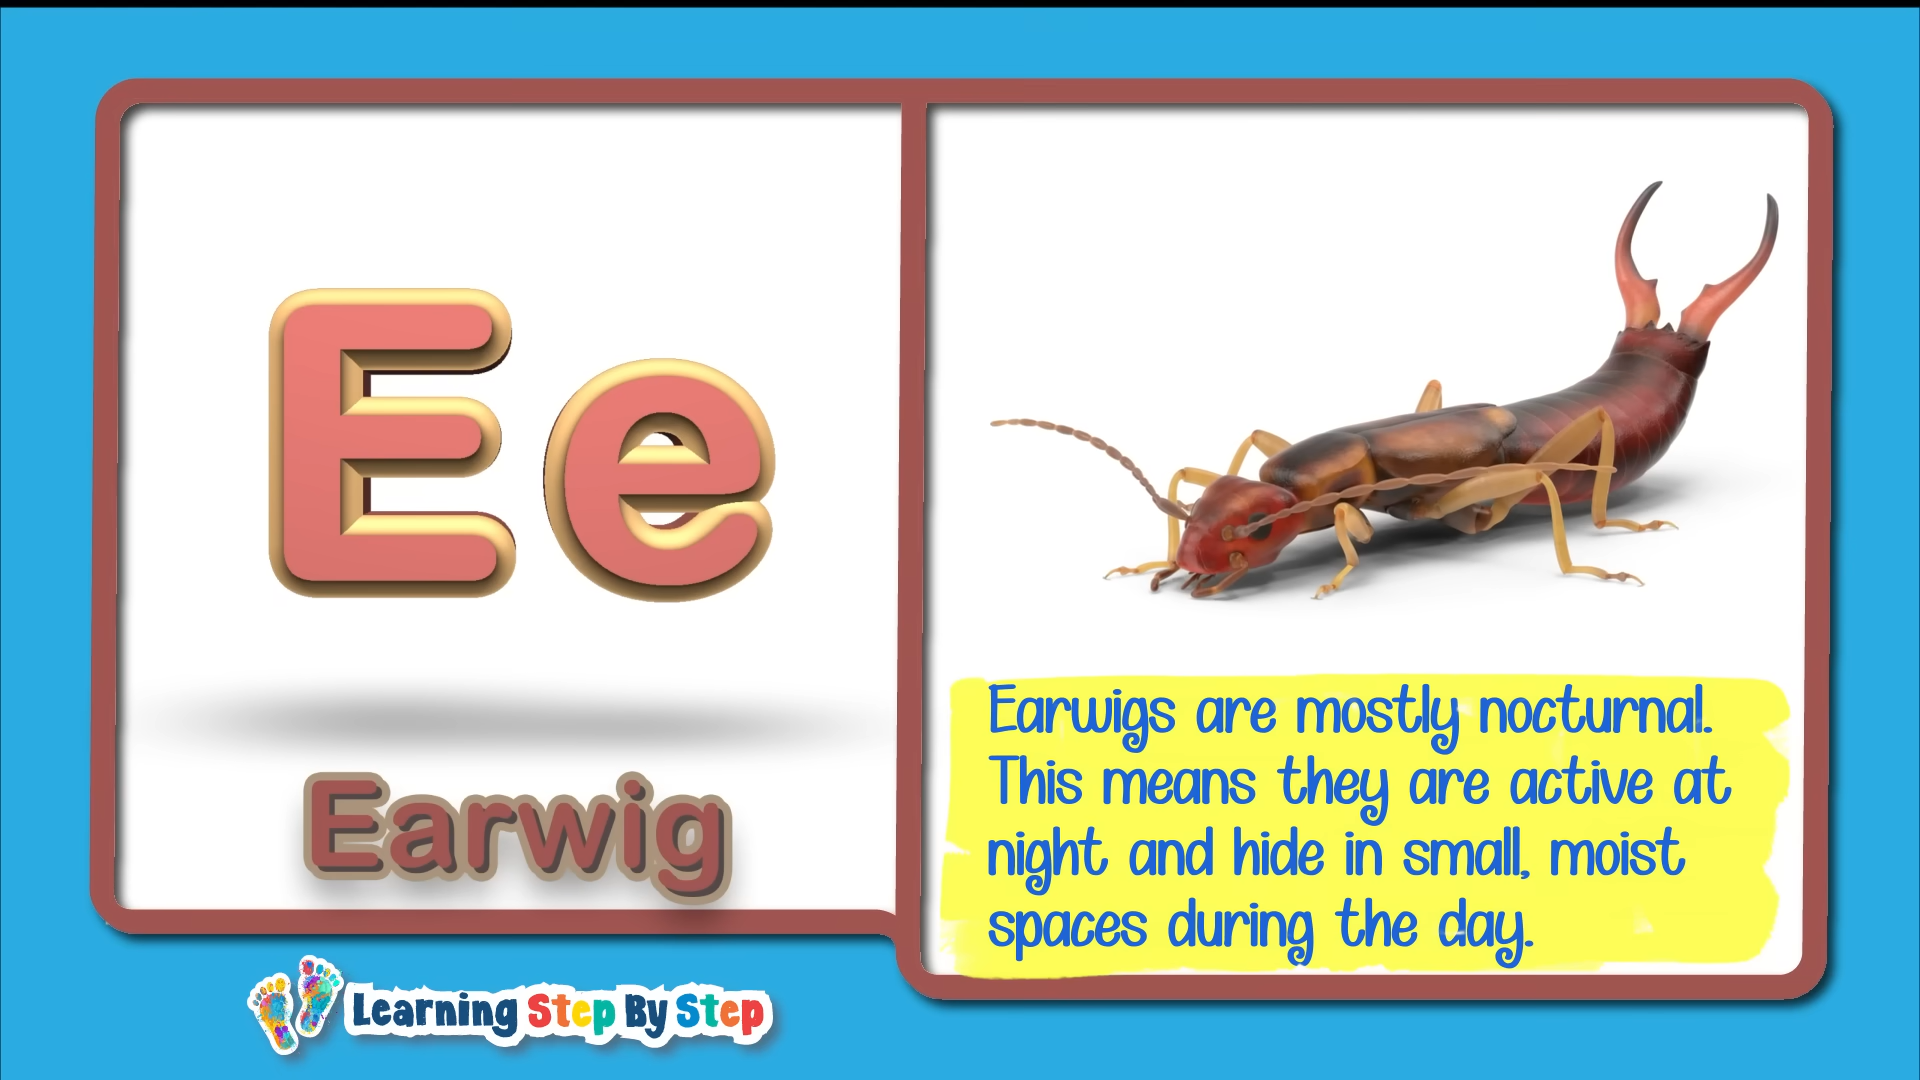 Ee
Earwig
Earwigs are mostly nocturnal.
This means they are active at
night and hide in small, moist
spaces during the day.
Learning Step By Step